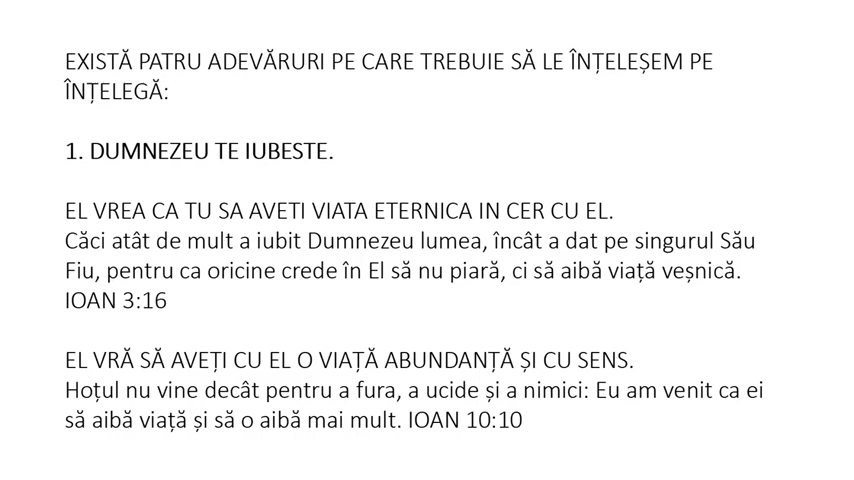 EXISTĂ PATRU ADEVĂRURI PE CARE TREBUIE SĂ LE ÎNȚELEȘEM PE
ÎNȚELEGĂ:
1. DUMNEZEU TE IUBESTE.
EL VREA CA TU SA AVETI VIATA ETERNICA IN CER CU EL.
Căci atât de mult a iubit Dumnezeu lumea, încât a dat pe singurul Său
Fiu, pentru ca oricine crede în El să nu piară, ci să aibă viață veșnică.
IOAN 3:16
EL VRĂ SĂ AVEȚI CU EL O VIAȚĂ ABUNDANȚĂ ȘI CU SENS.
Hoțul nu vine decât pentru a fura, a ucide și a nimici: Eu am venit ca ei
să aibă viață și să o aibă mai mult. IOAN 10:10